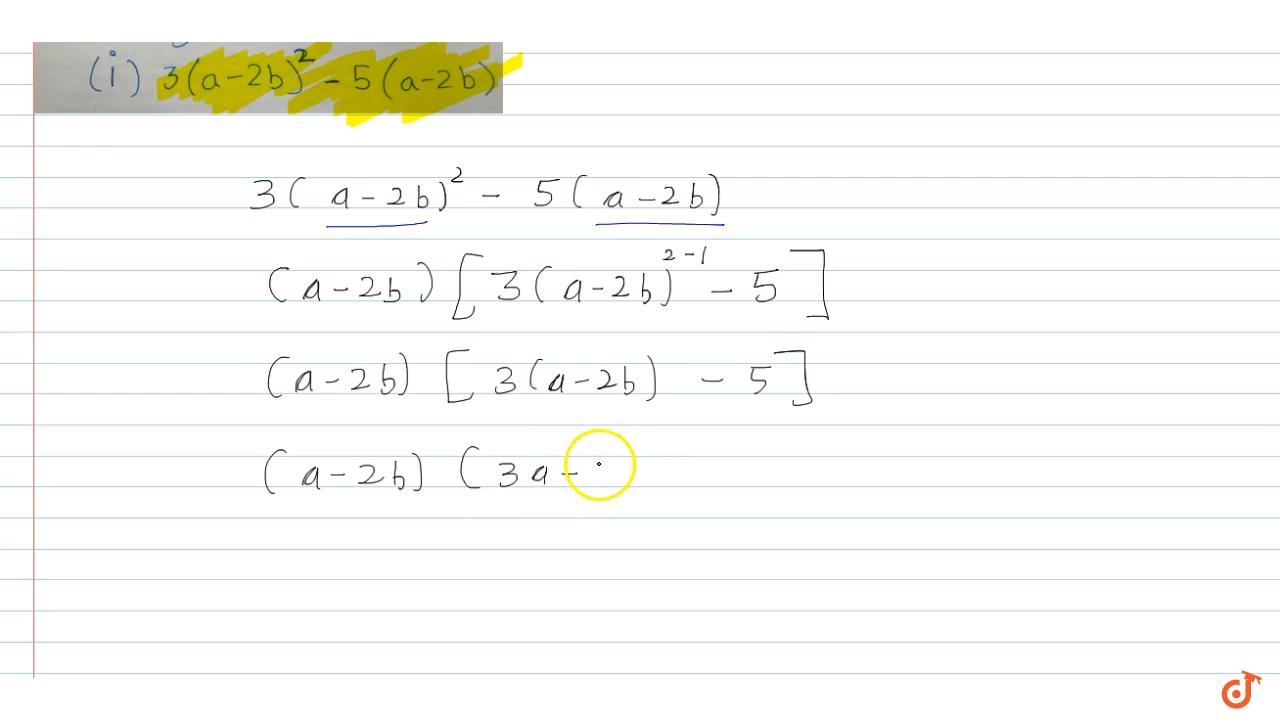 (i) 3(a-2b)² - 5(a-2b)
3(a-2b)² - 5(a-2b)
(a-2b)[3(a-2b)²⁻¹ - 5]
(a-2b)[3(a-2b) - 5]
(a-2b)(3a-